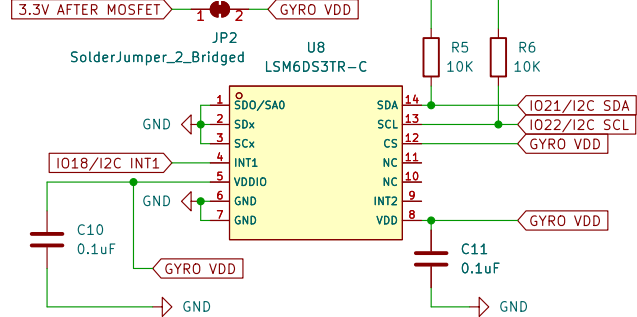 3.3V AFTER MOSFET
1
2
GYRO VDD
JP2
SolderJumper_2_Bridged
U8
LSM6DS3TR-C
R5
10K
R6
10K
1
SDO/SA0
SDA
14
IO21/I2C SDA
GND
2
SDx
SCL
13
IO22/I2C SCL
3
SCx
CS
12
GYRO VDD
IO18/I2C INT1
4
INT1
NC
11
5
VDDIO
NC
10
GND
6
GND
INT2
9
7
GND
VDD
8
GYRO VDD
C10
0.1uF
C11
0.1uF
GYRO VDD
GND
GND